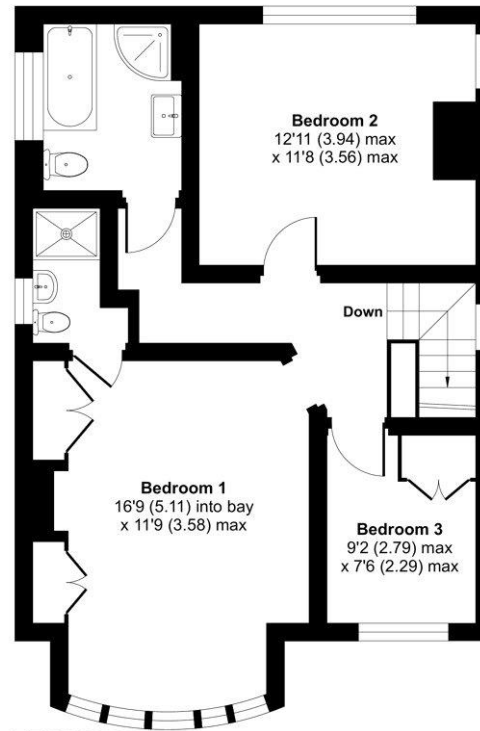 Bedroom 2
12'11 (3.94) max
x 11'8 (3.56) max
Down
Bedroom 1
16'9 (5.11) into bay
x 11'9 (3.58) max
Bedroom 3
9'2 (2.79) max
x 7'6 (2.29) max